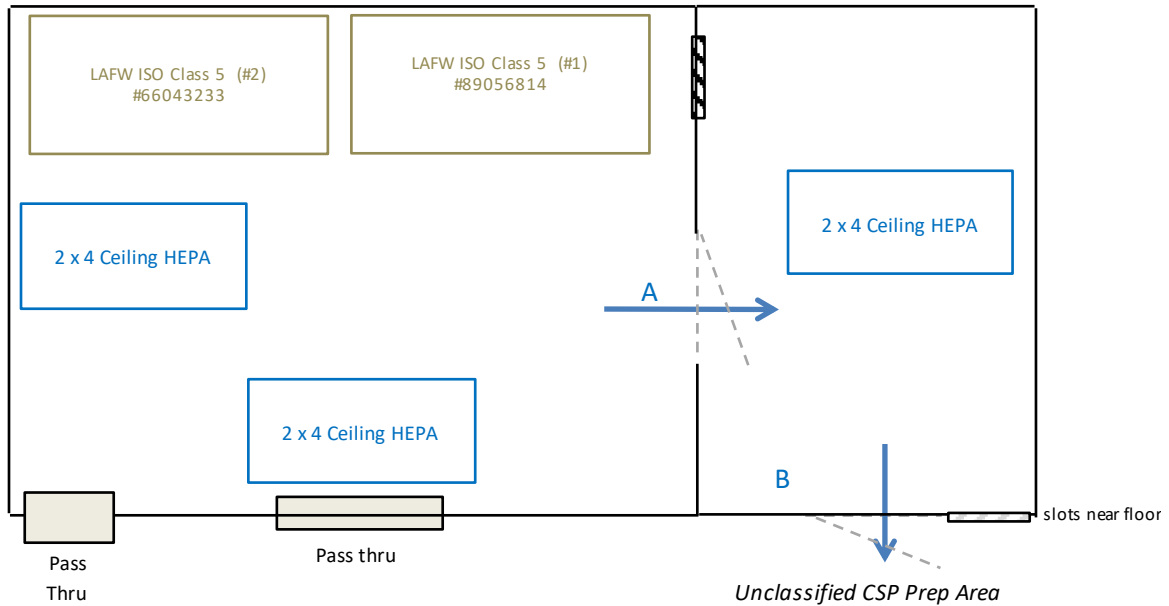 LAFW ISO Class 5  (#2)
#66043233
LAFW ISO Class 5  (#1)
#89056814
2 x 4 Ceiling HEPA
2 x 4 Ceiling HEPA
A
2 x 4 Ceiling HEPA
B
slots near floor
Pass
Thru
Pass thru
Unclassified CSP Prep Area